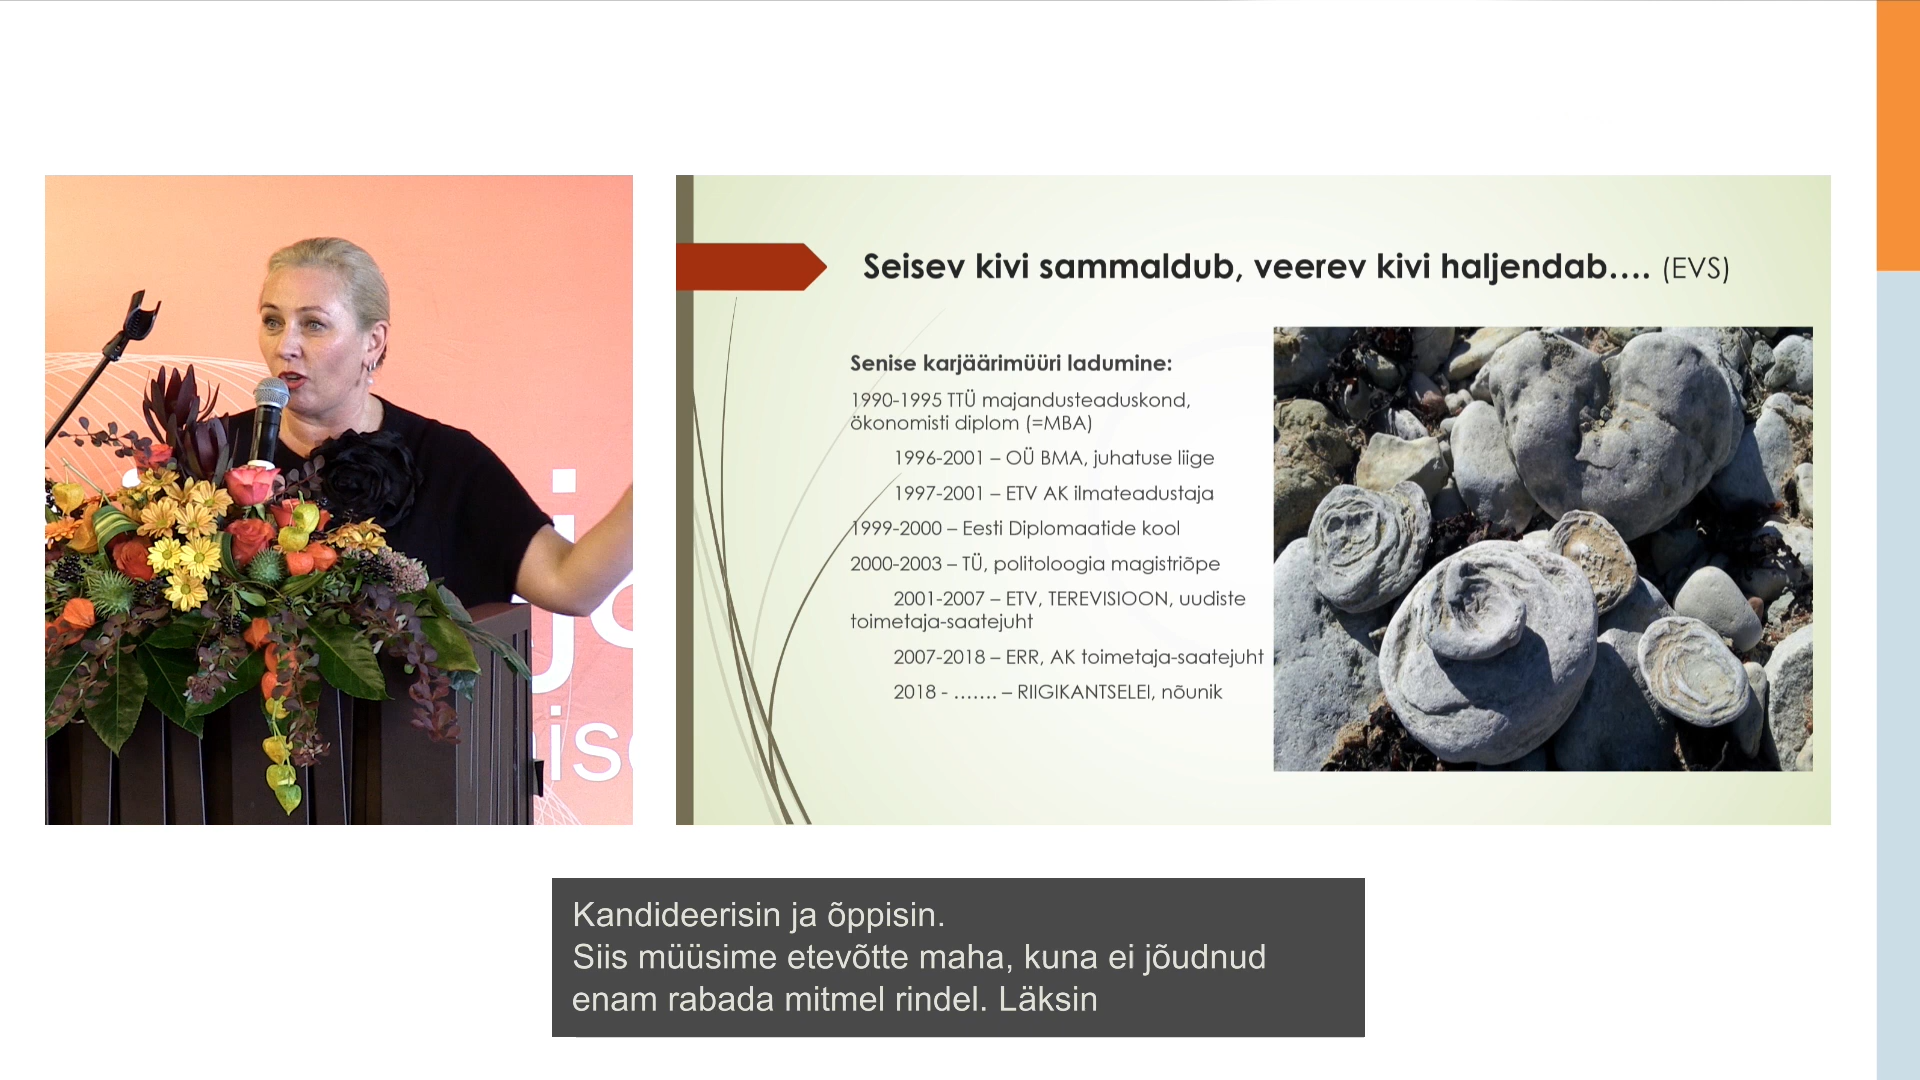 Seisev kivi sammaldub, veerev kivi haljendab…. (EVS)
Senise karjäärimüüri ladumine:
1990-1995 TTÜ majandusteaduskond,
ökonomisti diplom (=MBA)
1996-2001 – OÜ BMA, juhatuse liige
1997-2001 – ETV AK ilmateadustaja
1999-2000 – Eesti Diplomaatide kool
2000-2003 – TÜ, politoloogia magistriõpe
2001-2007 – ETV, TEREVISIOON, uudiste
toimetaja-saatejuht
2007-2018 – ERR, AK toimetaja-saatejuht
2018 - ……. – RIIGIKANTSELEI, nõunik
Kandideerisin ja õppisin.
Siis müüsime etevõtte maha, kuna ei jõudnud
enam rabada mitmel rindel. Läksin